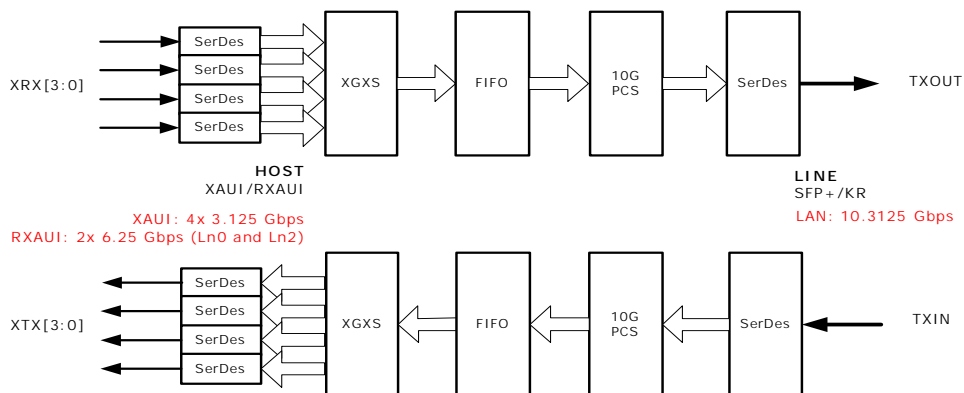 XRX[3:0]
SerDes
SerDes
SerDes
SerDes
XGXS
FIFO
10G
PCS
SerDes
TXOUT
HOST
XAUI/RXAUI
XAUI: 4x 3.125 Gbps
RXAUI: 2x 6.25 Gbps (Ln0 and Ln2)
LINE
SFP+/KR
LAN: 10.3125 Gbps
XTX[3:0]
SerDes
SerDes
SerDes
SerDes
XGXS
FIFO
10G
PCS
SerDes
TXIN